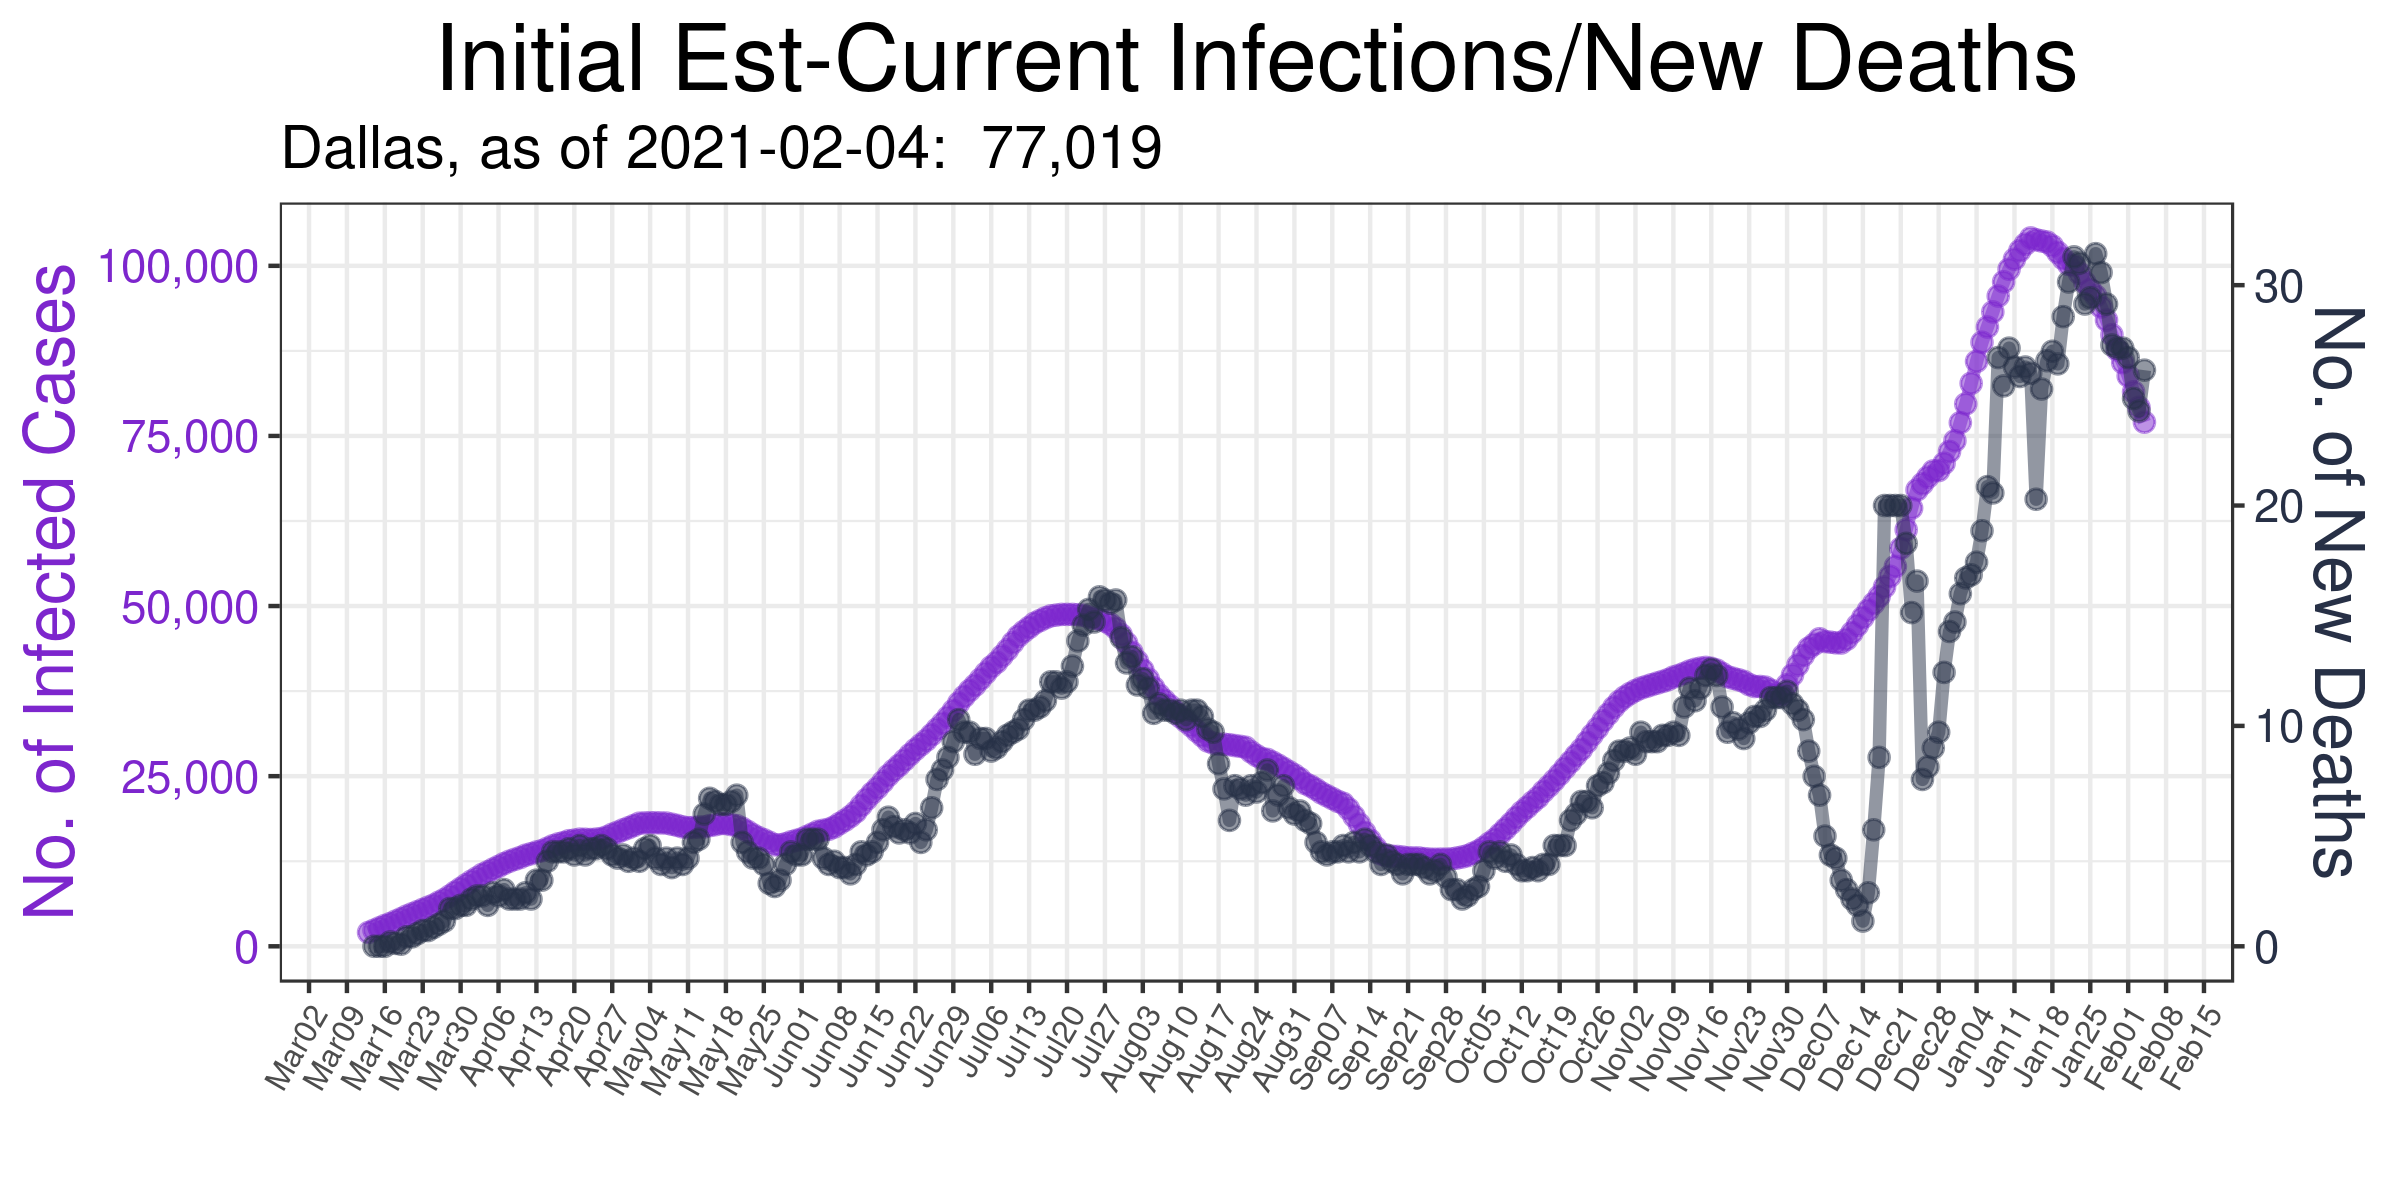 Initial Est-Current Infections/New Deaths
Dallas, as of 2021-02-04:  77,019
No. of Infected Cases
100,000
75,000
50,000
25,000
0
30
20
10
0
No. of New Deaths
Mar02
Mar09
Mar16
Mar23
Mar30
Apr06
Apr13
Apr20
Apr27
May04
May11
May18
May25
Jun01
Jun08
Jun15
Jun22
Jun29
Jul06
Jul13
Jul20
Jul27
Aug03
Aug10
Aug17
Aug24
Aug31
Sep07
Sep14
Sep21
Sep28
Oct05
Oct12
Oct19
Oct26
Nov02
Nov09
Nov16
Nov23
Nov30
Dec07
Dec14
Dec21
Dec28
Jan04
Jan11
Jan18
Jan25
Feb01
Feb08
Feb15